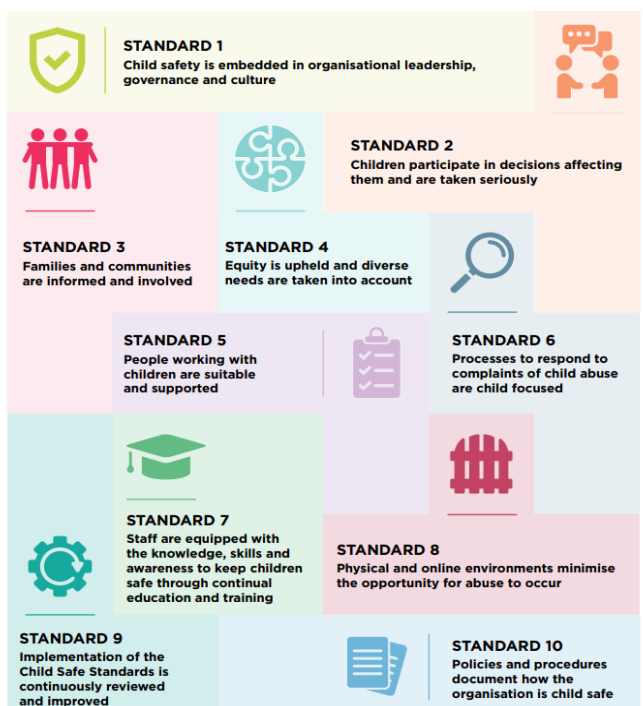 STANDARD 1
Child safety is embedded in organisational leadership,
governance and culture
STANDARD 2
Children participate in decisions affecting
them and are taken seriously
STANDARD 3
Families and communities
are informed and involved
STANDARD 4
Equity is upheld and diverse
needs are taken into account
STANDARD 5
People working with
children are suitable
and supported
STANDARD 6
Processes to respond to
complaints of child abuse
are child focused
STANDARD 7
Staff are equipped with
the knowledge, skills and
awareness to keep children
safe through continual
education and training
STANDARD 8
Physical and online environments minimise
the opportunity for abuse to occur
STANDARD 9
Implementation of the
Child Safe Standards is
continuously reviewed
and improved
STANDARD 10
Policies and procedures
document how the
organisation is child safe